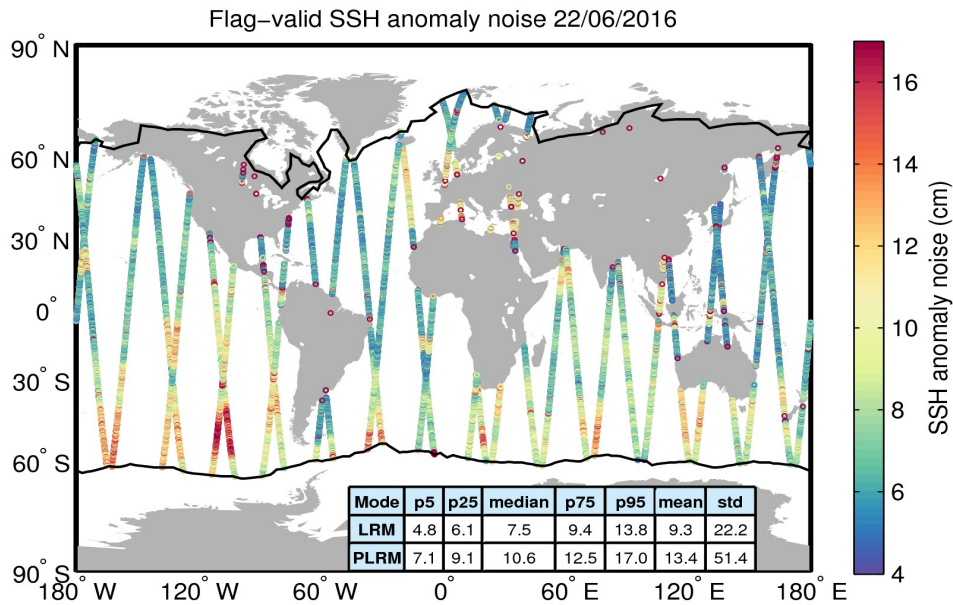 Flag−valid SSH anomaly noise 22/06/2016
90° N
60° N
30° N
0°
30° S
60° S
90° S
180° W
120° W
60° W
0°
60° E
120° E
180° E
Mode p5 p25 median p75 p95 mean std
LRM 4.8 6.1 7.5 9.4 13.8 9.3 22.2
PLRM 7.1 9.1 10.6 12.5 17.0 13.4 51.4
16
14
12
10
8
6
4
SSH anomaly noise (cm)